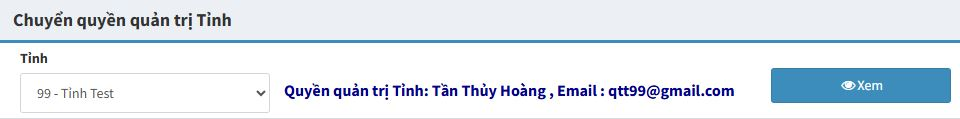 Chuyển quyền quản trị Tỉnh
Tỉnh
99 - Tỉnh Test
Quyền quản trị Tỉnh: Tần Thủy Hoàng , Email : qtt99@gmail.com
Xem